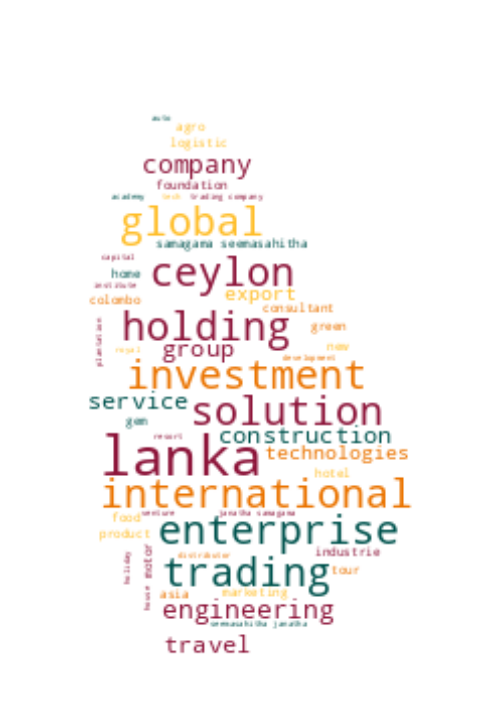 auto
agro
logistic
company
foundation
academy tech trading company
global
samagama seemasahitha
capital
home ceylon
institute
colombo export
consultant
plantation holding green
royal group new
development
investment
service solution
gem
resort construction
lanka technologies
hotel
international
food venture janatha samagama
product enterprise
holiday motor distributor industrie
trading tour
house asia marketing
engineering
seemasahitha janatha
travel